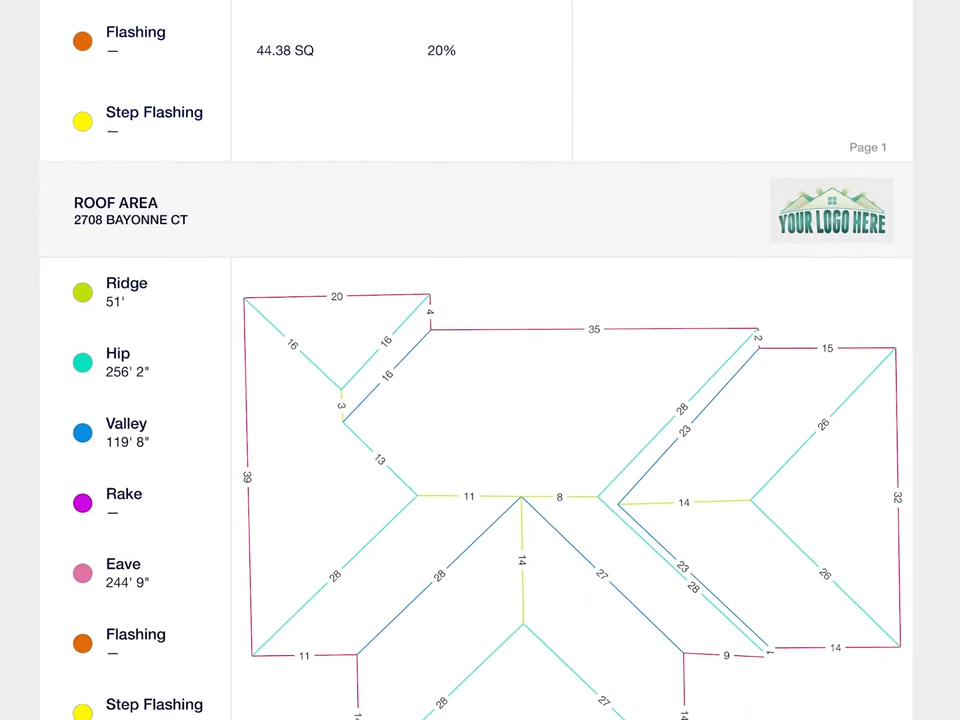 Flashing
—
44.38 SQ 20%
Step Flashing
—
Page 1
ROOF AREA
2708 BAYONNE CT
YOUR LOGO HERE
Ridge
51'
Hip
256' 2"
Valley
119' 8"
Rake
—
Eave
244' 9"
Flashing
—
Step Flashing
20
4
35
2
15
16
16
16
3
28
23
26
13
39
11
8
14
32
28
28
14
27
23
28
26
11
9
1
14
28
27
14
14